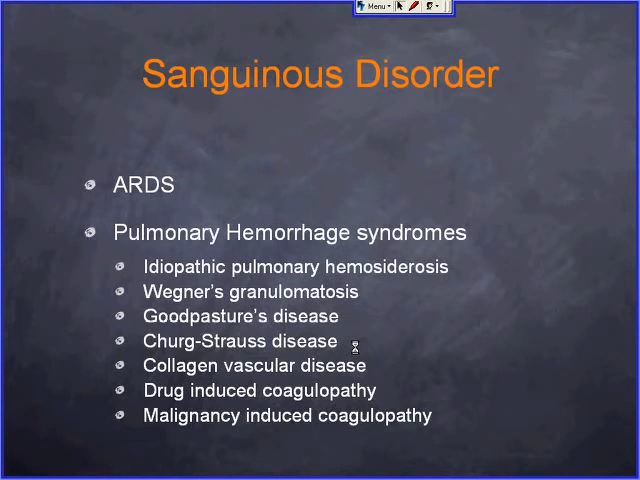 Menu
Sanguinous Disorder
ARDS
Pulmonary Hemorrhage syndromes
Idiopathic pulmonary hemosiderosis
Wegner's granulomatosis
Goodpasture's disease
Churg-Strauss disease
Collagen vascular disease
Drug induced coagulopathy
Malignancy induced coagulopathy